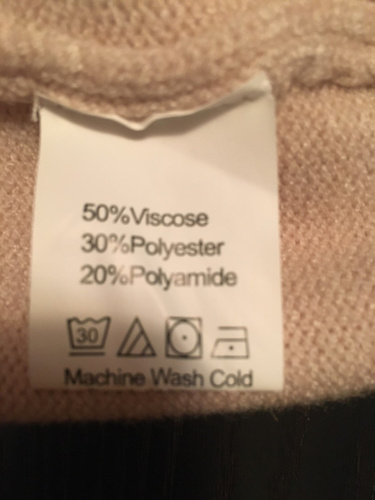 50%Viscose
30%Polyester
20%Polyamide
30
Machine Wash Cold